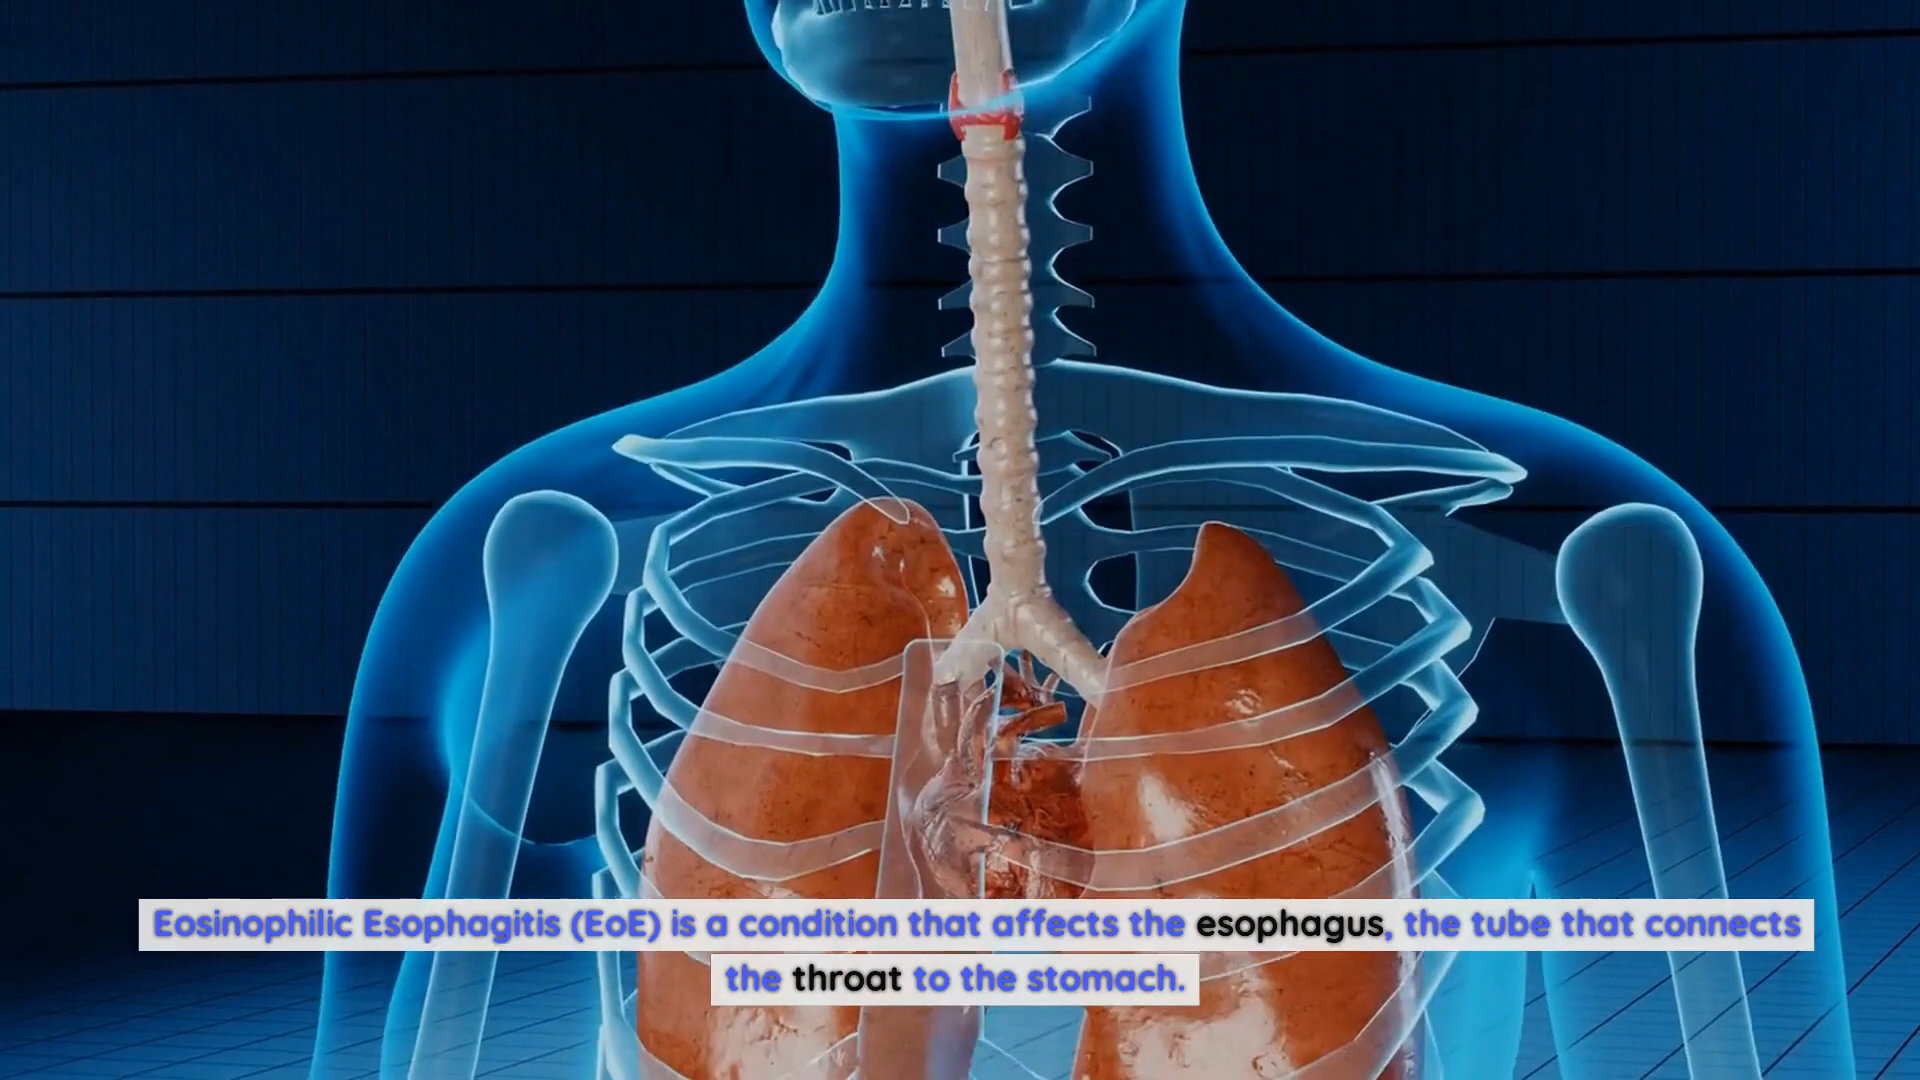 Eosinophilic Esophagitis (EoE) is a condition that affects the esophagus, the tube that connects
the throat to the stomach.